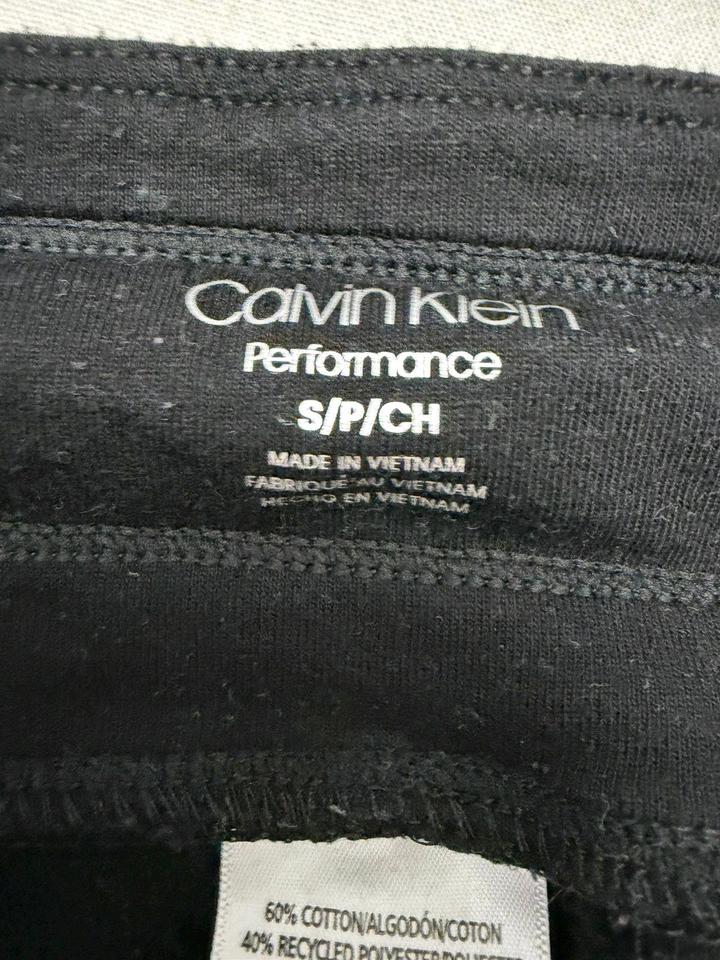 Calvin Klein
Performance
S/P/CH
MADE IN VIETNAM
FABRIQUÉ AU VIETNAM
HECHO EN VIETNAM
60% COTTON/ALGODÓN/COTON
40% RECYCLED POLYESTER/POLIESTER